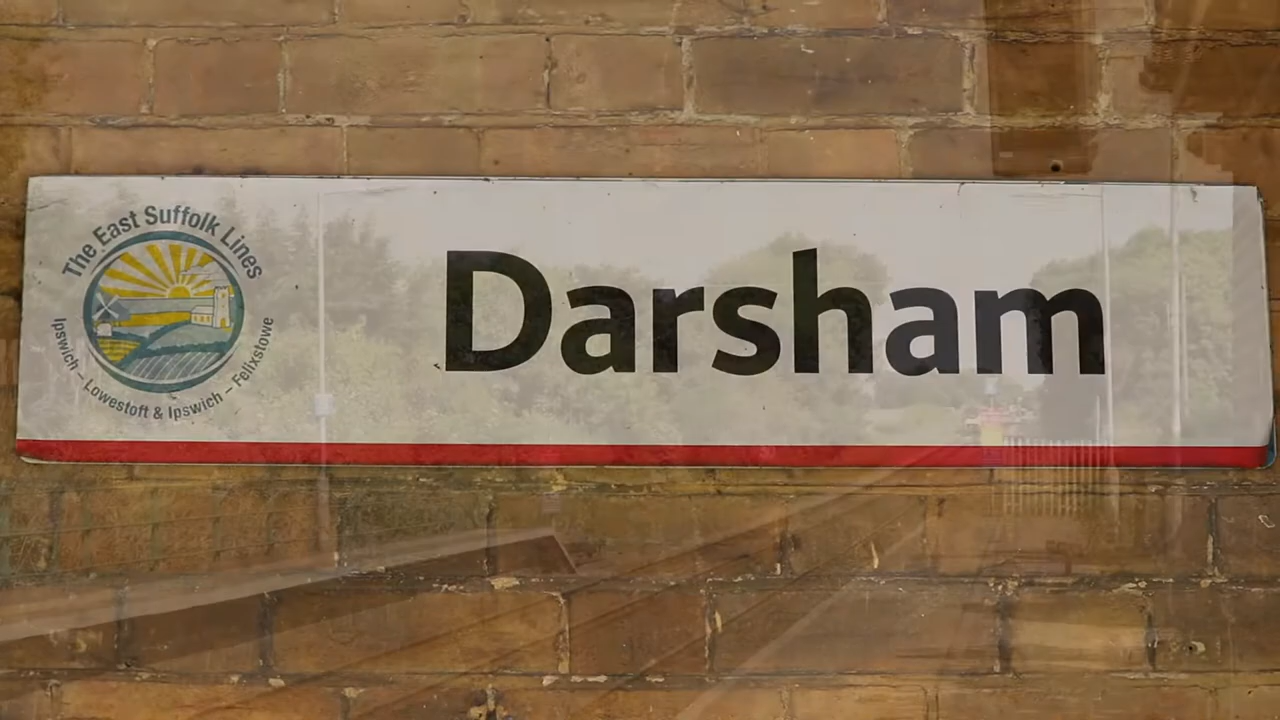 The East Suffolk Lines
Ipswich – Lowestoft & Ipswich – Felixstowe
Darsham